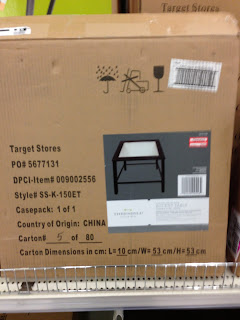 Target Stores
Target Stores
PO# 5677131
DPCI-Item# 009002556
Style# SS-K-150ET
Casepack: 1 of 1
Country of Origin: CHINA
Carton# 5 of 80
Carton Dimensions in cm: L= 10 cm/W= 53 cm/H= 53 cm